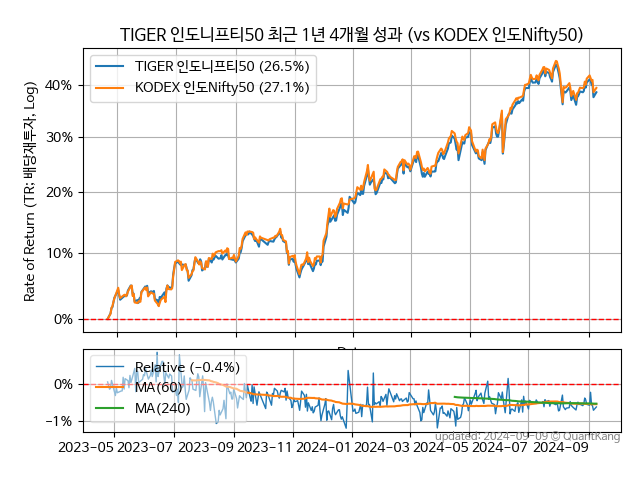 TIGER 인도니프티50 최근 1년 4개월 성과 (vs KODEX 인도Nifty50)
TIGER 인도니프티50 (26.5%)
KODEX 인도Nifty50 (27.1%)
Rate of Return (TR: 배당재투자, Log)
40%
30%
20%
10%
0%
Relative (−0.4%)
MA(60)
MA(240)
0%
−1%
updated: 2024-09-09 © QuantKang
2023-05
2023-07
2023-09
2023-11
2024-01
2024-03
2024-05
2024-07
2024-09